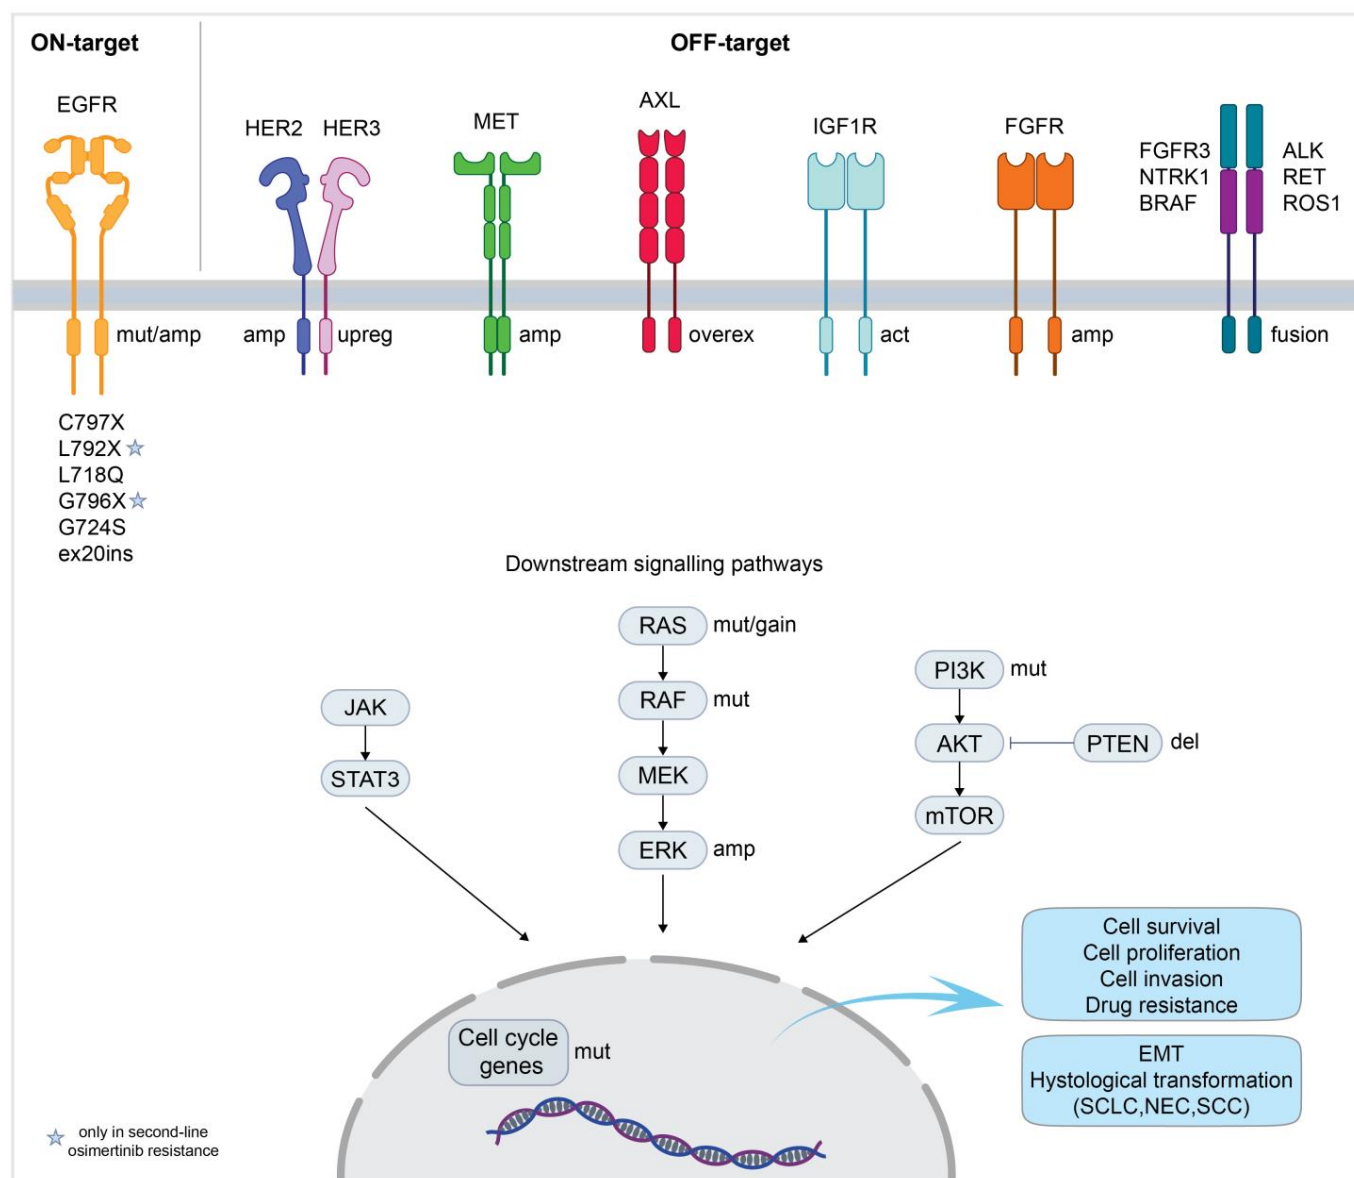 ON-target
OFF-target
EGFR
HER2
HER3
MET
AXL
IGF1R
FGFR
FGFR3
NTRK1
BRAF
ALK
RET
ROS1
mut/amp
amp
upreg
amp
overex
act
amp
fusion
C797X
L792X
L718Q
G796X
G724S
ex20ins
Downstream signalling pathways
JAK
STAT3
RAS
mut/gain
RAF
mut
MEK
ERK
amp
PI3K
mut
AKT
PTEN
del
mTOR
Cell cycle
genes
mut
Cell survival
Cell proliferation
Cell invasion
Drug resistance
EMT
Hystological transformation
(SCLC,NEC,SCC)
only in second-line
osimertinib resistance